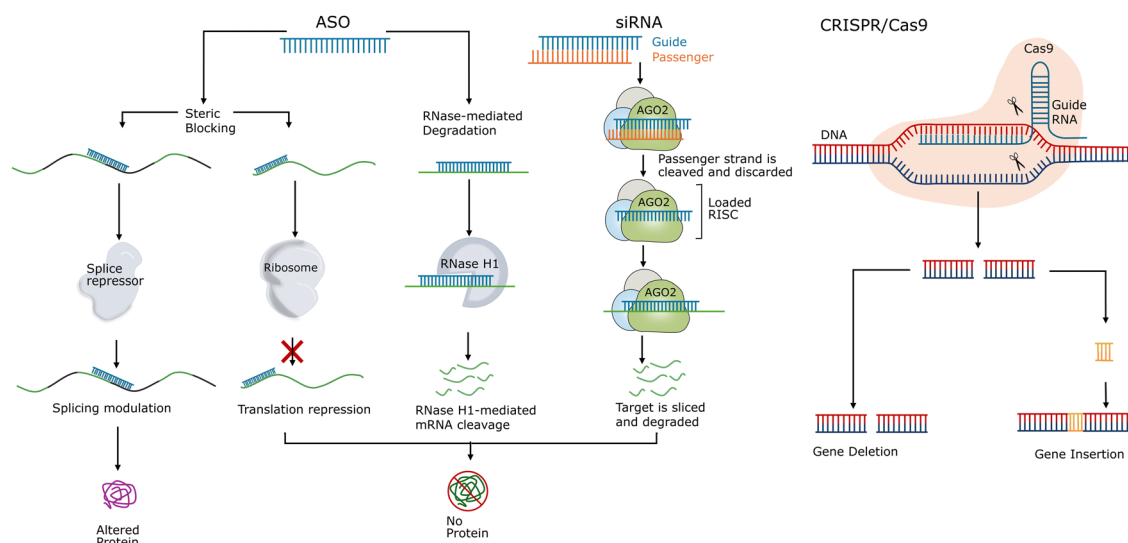 ASO
siRNA
CRISPR/Cas9
Guide
Passenger
Steric
Blocking
RNase-mediated
Degradation
AGO2
Cas9
Guide
RNA
DNA
Passenger strand is
cleaved and discarded
AGO2
Loaded
RISC
Splice
repressor
Ribosome
RNase H1
AGO2
Splicing modulation
Translation repression
RNase H1-mediated
mRNA cleavage
Target is sliced
and degraded
Gene Deletion
Gene Insertion
Altered
Protein
No
Protein